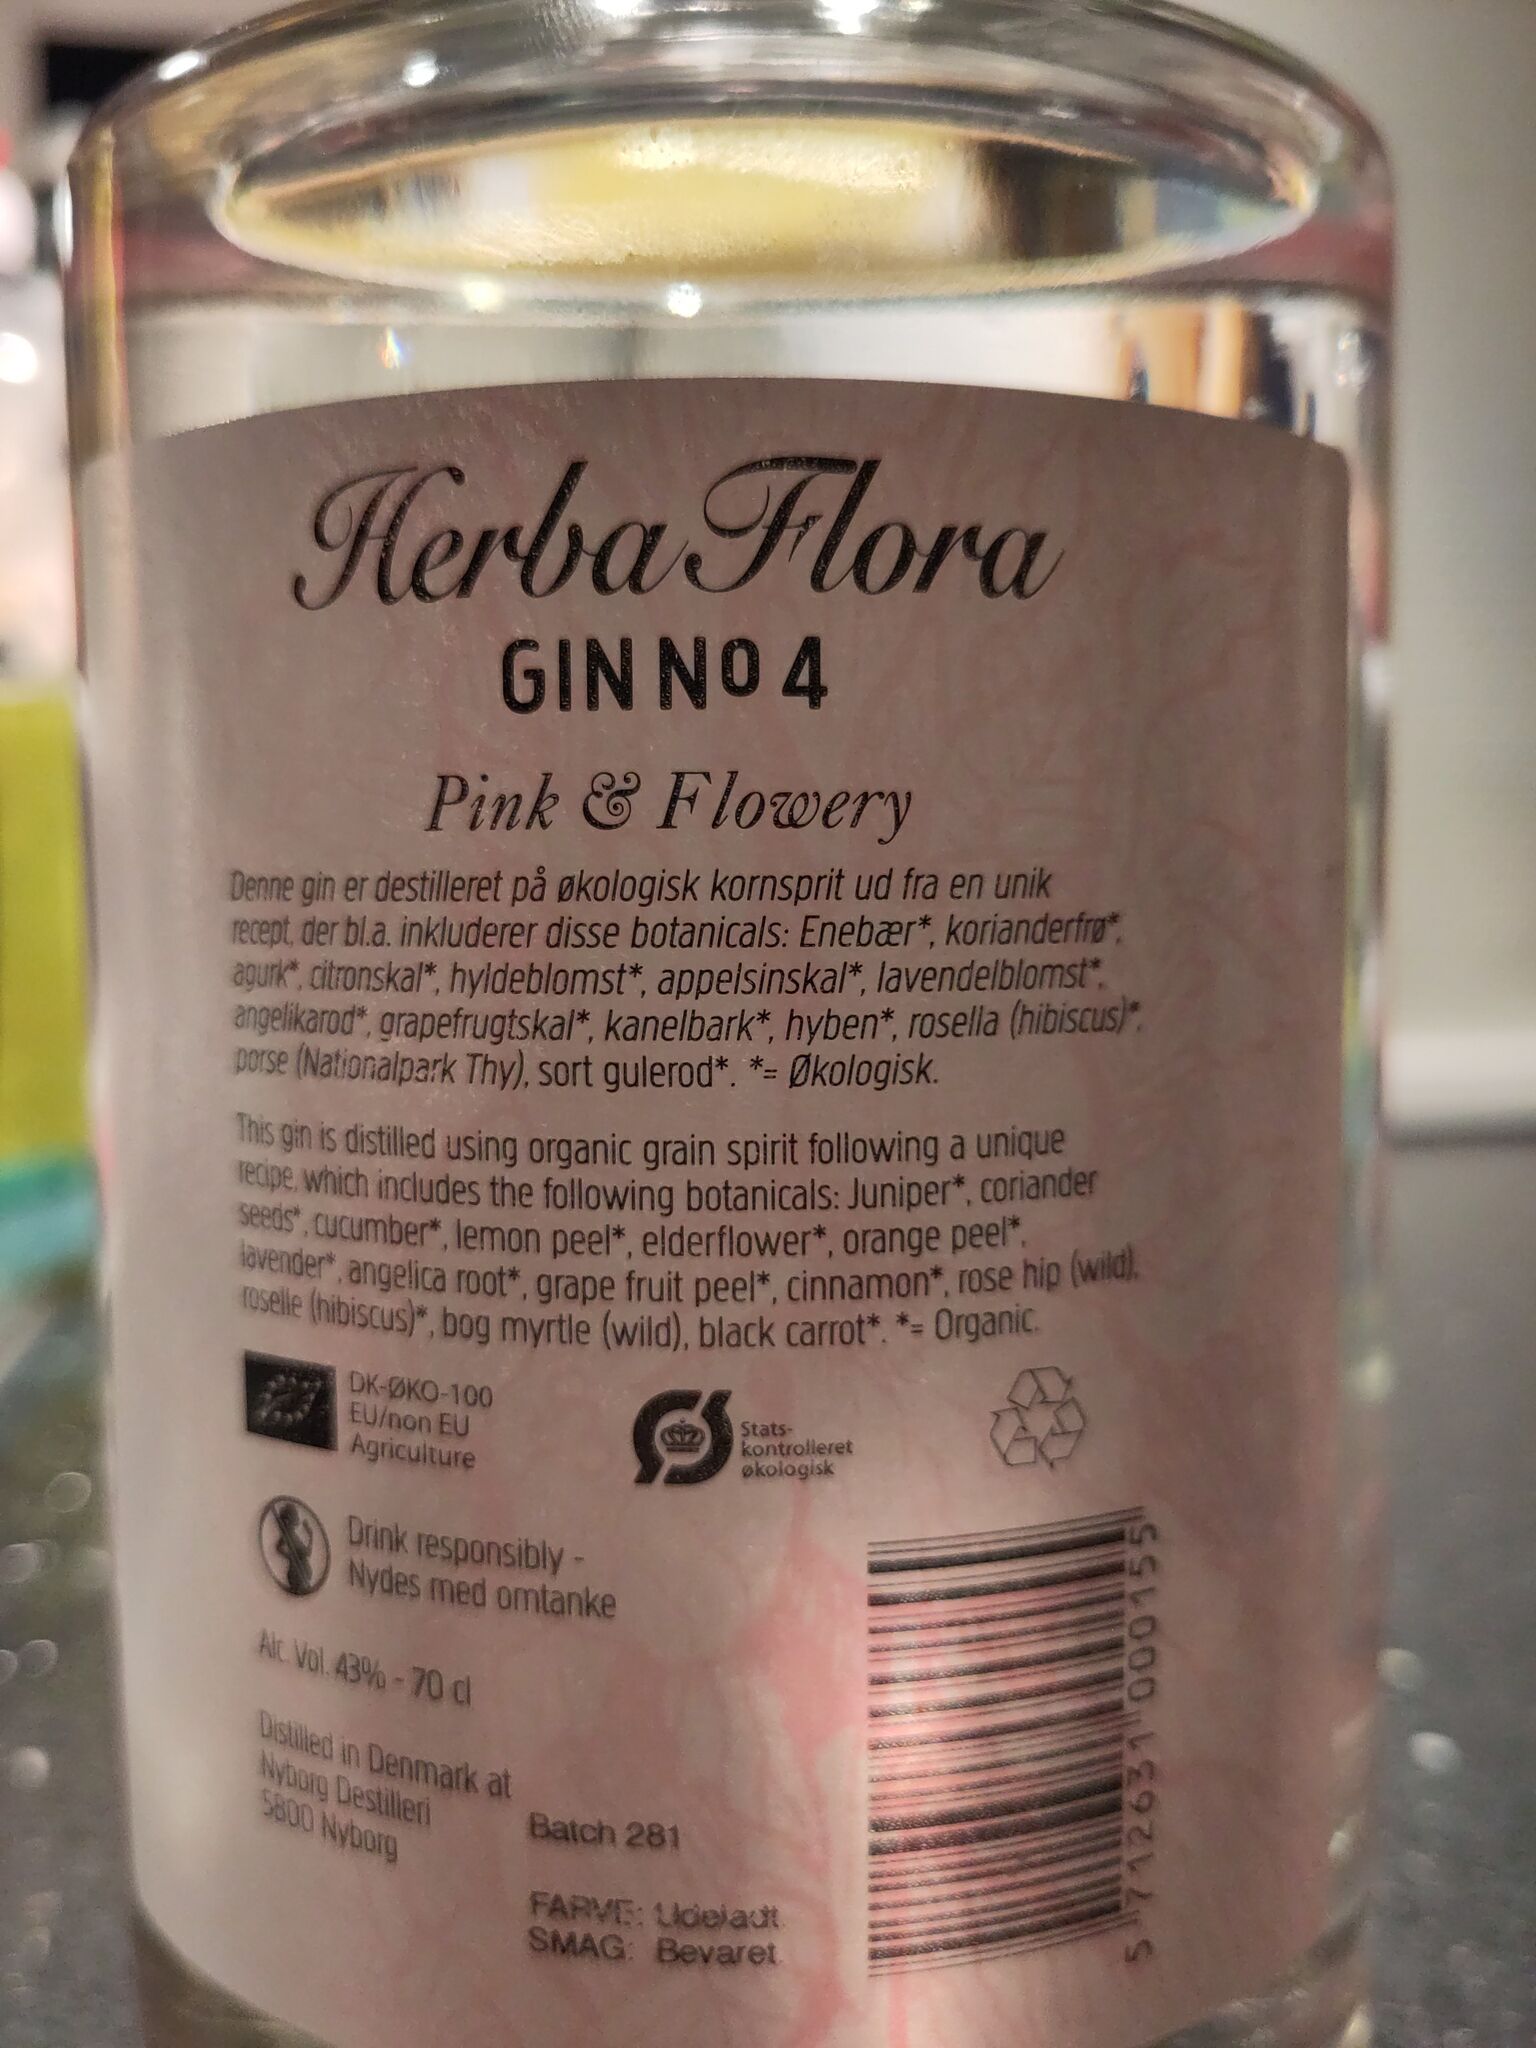 Herba Flora
GIN No 4
Pink & Flowery
Denne gin er destilleret på økologisk kornsprit ud fra en unik
recept, der bl.a. inkluderer disse botanicals: Enebær*, korianderfrø*,
agurk*, citronskal*, hyldeblomst*, appelsinskal*, lavendelblomst*,
angelikarod*, grapefrugtskal*, kanelbark*, hyben*, rosella (hibiscus)*,
porse (Nationalpark Thy), sort gulerod*. *= Økologisk.
This gin is distilled using organic grain spirit following a unique
recipe, which includes the following botanicals: Juniper*, coriander
seeds*, cucumber*, lemon peel*, elderflower*, orange peel*,
lavender*, angelica root*, grape fruit peel*, cinnamon*, rose hip (wild),
roselle (hibiscus)*, bog myrtle (wild), black carrot*. *= Organic.
DK-ØKO-100
EU/non EU
Agriculture
Stats-
kontrolleret
økologisk
Drink responsibly -
Nydes med omtanke
Alc. Vol. 43% - 70 cl
Distilled in Denmark at
Nyborg Destilleri
5800 Nyborg
Batch 281
FARVE: Udeladt
SMAG: Bevaret
5 712631 000155